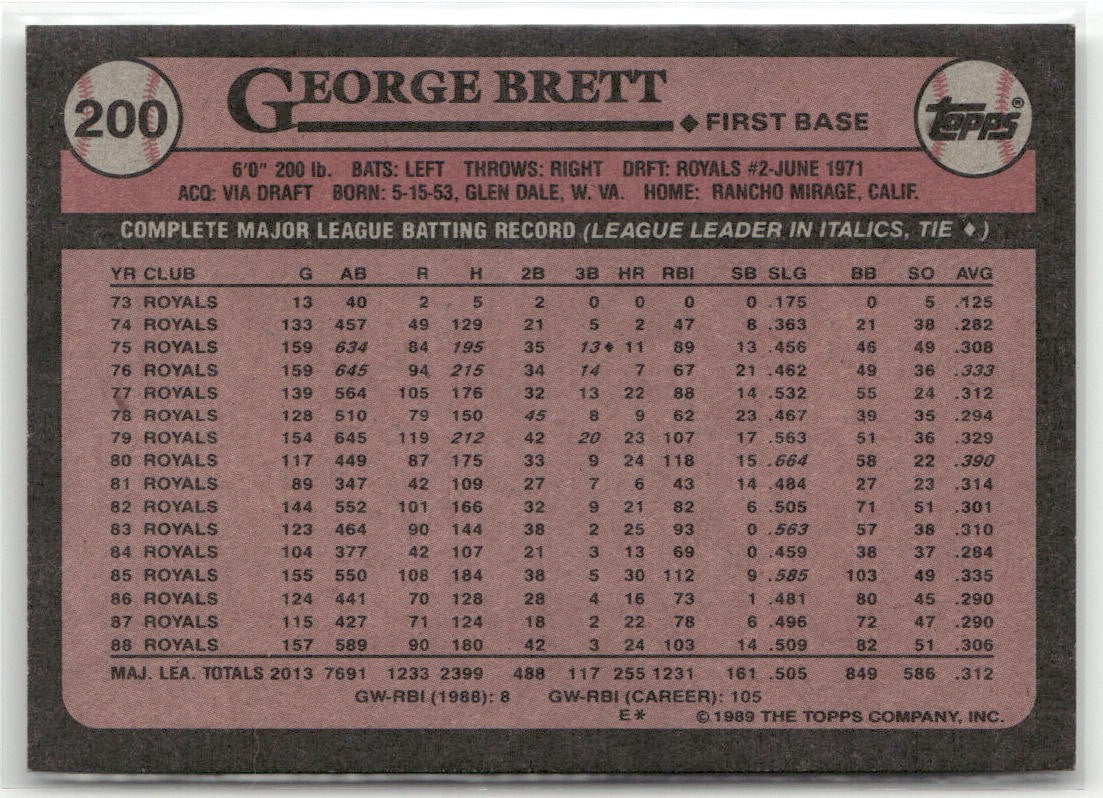 200 GEORGE BRETT
◆ FIRST BASE
TOPPS®
6'0" 200 lb. BATS: LEFT THROWS: RIGHT DRFT: ROYALS #2-JUNE 1971
ACQ: VIA DRAFT BORN: 5-15-53, GLEN DALE, W. VA. HOME: RANCHO MIRAGE, CALIF.
COMPLETE MAJOR LEAGUE BATTING RECORD (LEAGUE LEADER IN ITALICS, TIE ♦)
YR CLUB G AB R H 2B 3B HR RBI SB SLG BB SO AVG
73 ROYALS 13 40 2 5 2 0 0 0 0 .175 0 5 .125
74 ROYALS 133 457 49 129 21 5 2 47 8 .363 21 38 .282
75 ROYALS 159 634 84 195 35 13♦ 11 89 13 .456 46 49 .308
76 ROYALS 159 645 94 215 34 14 7 67 21 .462 49 36 .333
77 ROYALS 139 564 105 176 32 13 22 88 14 .532 55 24 .312
78 ROYALS 128 510 79 150 45 8 9 62 23 .467 39 35 .294
79 ROYALS 154 645 119 212 42 20 23 107 17 .563 51 36 .329
80 ROYALS 117 449 87 175 33 9 24 118 15 .664 58 22 .390
81 ROYALS 89 347 42 109 27 7 6 43 14 .484 27 23 .314
82 ROYALS 144 552 101 166 32 9 21 82 6 .505 71 51 .301
83 ROYALS 123 464 90 144 38 2 25 93 0 .563 57 38 .310
84 ROYALS 104 377 42 107 21 3 13 69 0 .459 38 37 .284
85 ROYALS 155 550 108 184 38 5 30 112 9 .585 103 49 .335
86 ROYALS 124 441 70 128 28 4 16 73 1 .481 80 45 .290
87 ROYALS 115 427 71 124 18 2 22 78 6 .496 72 47 .290
88 ROYALS 157 589 90 180 42 3 24 103 14 .509 82 51 .306
MAJ. LEA. TOTALS 2013 7691 1233 2399 488 117 255 1231 161 .505 849 586 .312
GW-RBI (1988): 8 GW-RBI (CAREER): 105
E* © 1989 THE TOPPS COMPANY, INC.